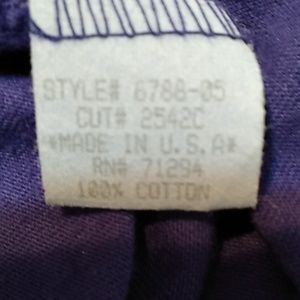 STYLE# 6788-05
CUT# 2542C
*MADE IN U.S.A*
RN# 71294
100% COTTON